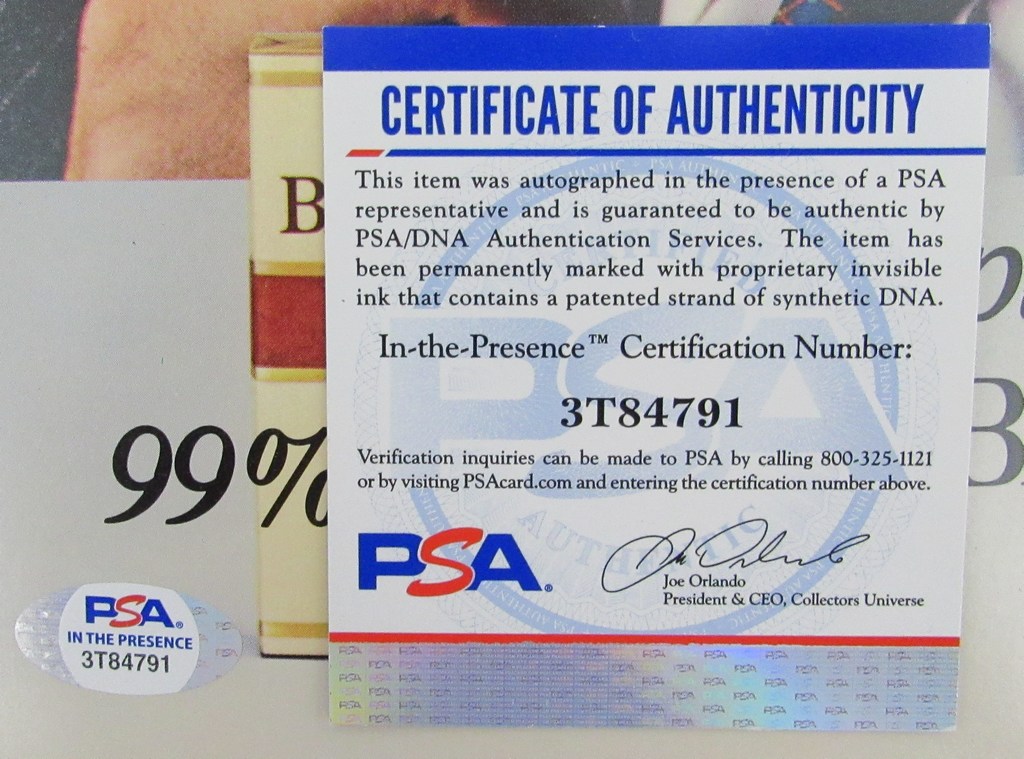 CERTIFICATE OF AUTHENTICITY
This item was autographed in the presence of a PSA
representative and is guaranteed to be authentic by
PSA/DNA Authentication Services. The item has
been permanently marked with proprietary invisible
ink that contains a patented strand of synthetic DNA.
In-the-Presence™ Certification Number:
3T84791
Verification inquiries can be made to PSA by calling 800-325-1121
or by visiting PSAcard.com and entering the certification number above.
PSA®
Joe Orlando
President & CEO, Collectors Universe
B
99%
PSA®
IN THE PRESENCE
3T84791